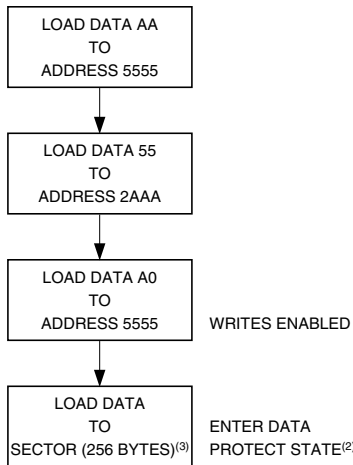 LOAD DATA AA
TO
ADDRESS 5555
LOAD DATA 55
TO
ADDRESS 2AAA
LOAD DATA A0
TO
ADDRESS 5555
WRITES ENABLED
LOAD DATA
TO
SECTOR (256 BYTES)(3)
ENTER DATA
PROTECT STATE(2)